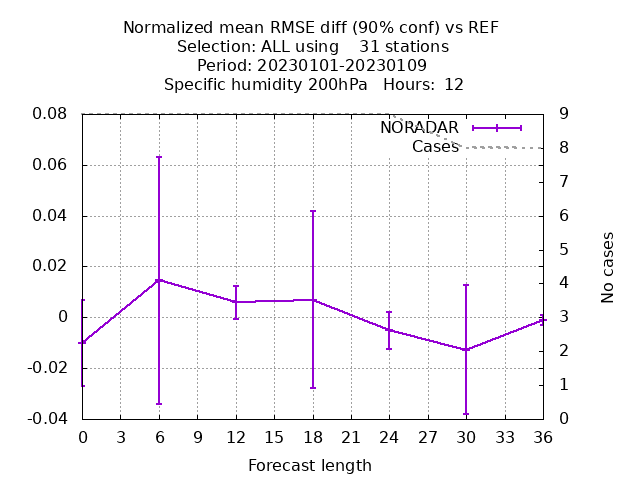 Normalized mean RMSE diff (90% conf) vs REF
Selection: ALL using    31 stations
Period: 20230101-20230109
Specific humidity 200hPa   Hours:  12
NORADAR
Cases
0.08
0.06
0.04
0.02
0
-0.02
-0.04
9
8
7
6
5
4
3
2
1
0
No cases
0 3 6 9 12 15 18 21 24 27 30 33 36
Forecast length